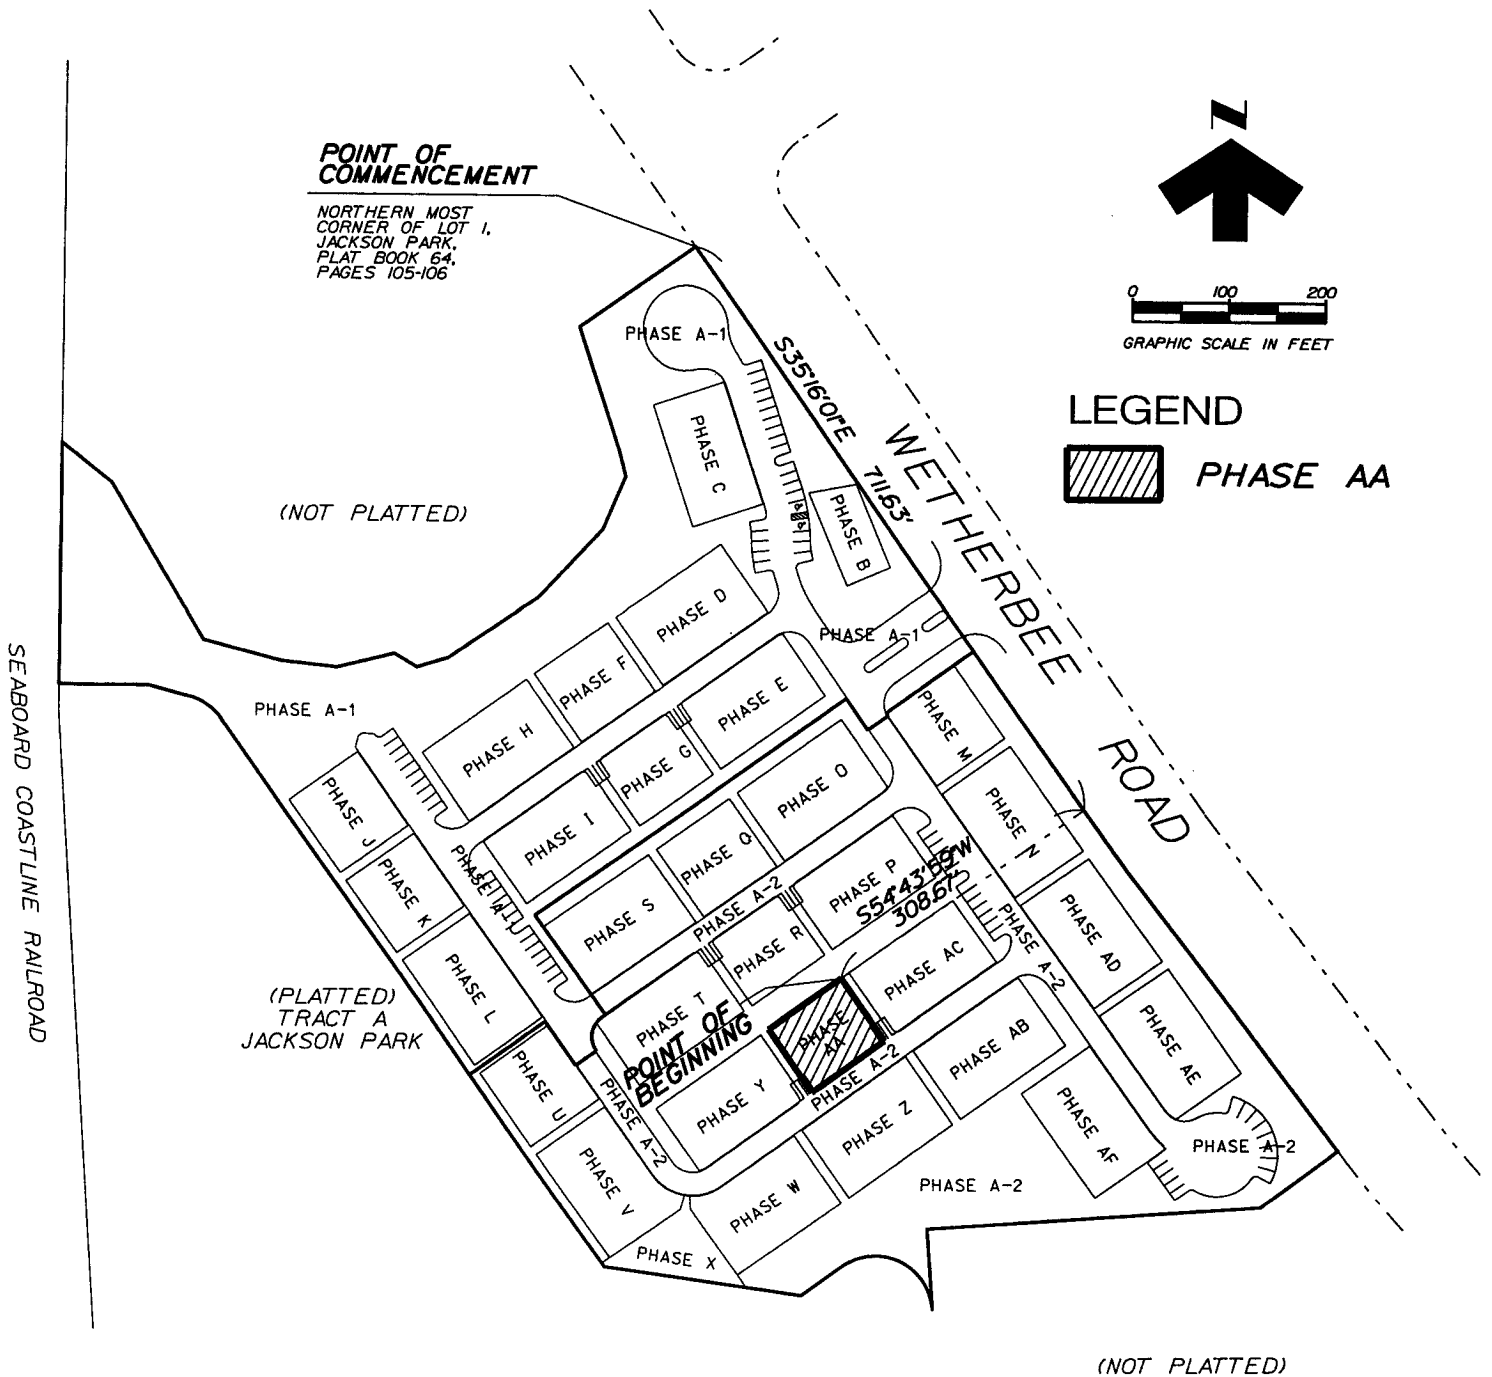 N
POINT OF
COMMENCEMENT
NORTHERN MOST
CORNER OF LOT 1,
JACKSON PARK,
PLAT BOOK 64,
PAGES 105-106
0 100 200
GRAPHIC SCALE IN FEET
LEGEND
PHASE AA
PHASE A-1
S35°16'01"E 711.63'
WETHERBEE ROAD
PHASE C
PHASE B
(NOT PLATTED)
PHASE D
PHASE A-1
PHASE F
PHASE E
PHASE A-1
PHASE H
PHASE G
PHASE M
PHASE O
PHASE J
PHASE I
PHASE N
PHASE Q
PHASE P
S54°43'59"W
308.67'
PHASE K
PHASE A-1
PHASE S
PHASE A-2
PHASE R
PHASE AC
PHASE A-2
PHASE AD
PHASE L
PHASE T
POINT OF
BEGINNING
PHASE
AA
PHASE AB
PHASE AE
SEABOARD COASTLINE RAILROAD
(PLATTED)
TRACT A
JACKSON PARK
PHASE U
PHASE A-2
PHASE Y
PHASE A-2
PHASE Z
PHASE AF
PHASE A-2
PHASE V
PHASE W
PHASE A-2
PHASE X
(NOT PLATTED)